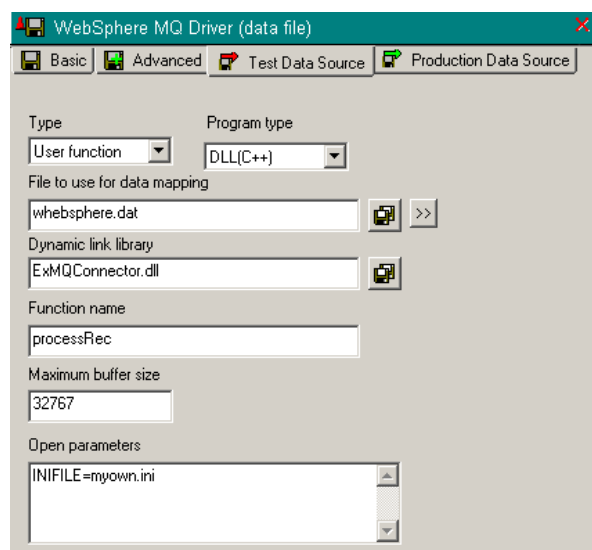 WebSphere MQ Driver (data file)
Basic Advanced Test Data Source Production Data Source
Type Program type
User function DLL(C++)
File to use for data mapping
whebsphere.dat >>
Dynamic link library
ExMQConnector.dll
Function name
processRec
Maximum buffer size
32767
Open parameters
INIFILE=myown.ini